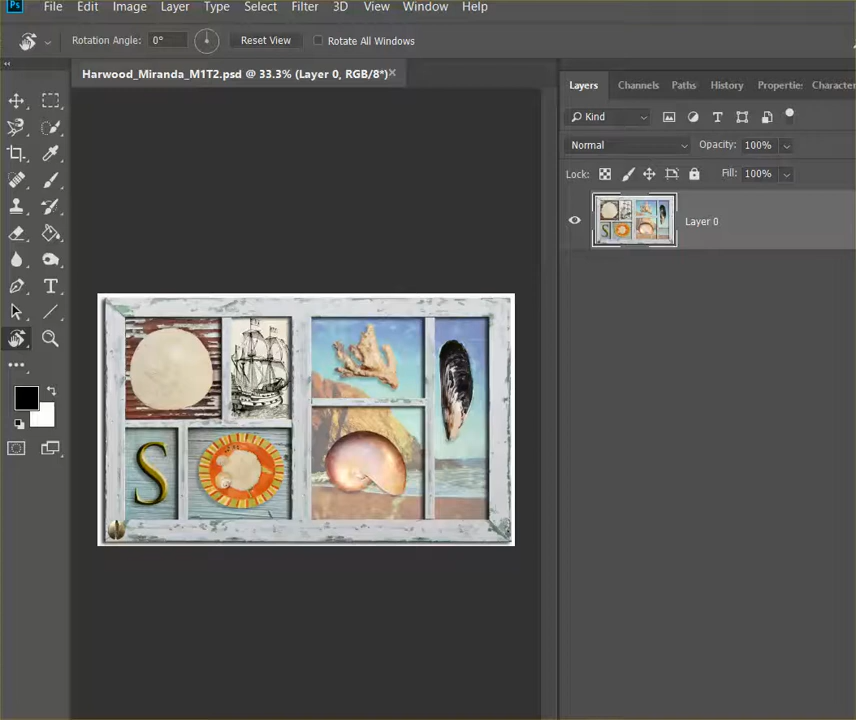 Ps File Edit Image Layer Type Select Filter 3D View Window Help
Rotation Angle: 0° Reset View Rotate All Windows
Harwood_Miranda_M1T2.psd @ 33.3% (Layer 0, RGB/8*) ×
Layers Channels Paths History Propertie: Character
Kind
Normal Opacity: 100%
Lock: Fill: 100%
Layer 0
S